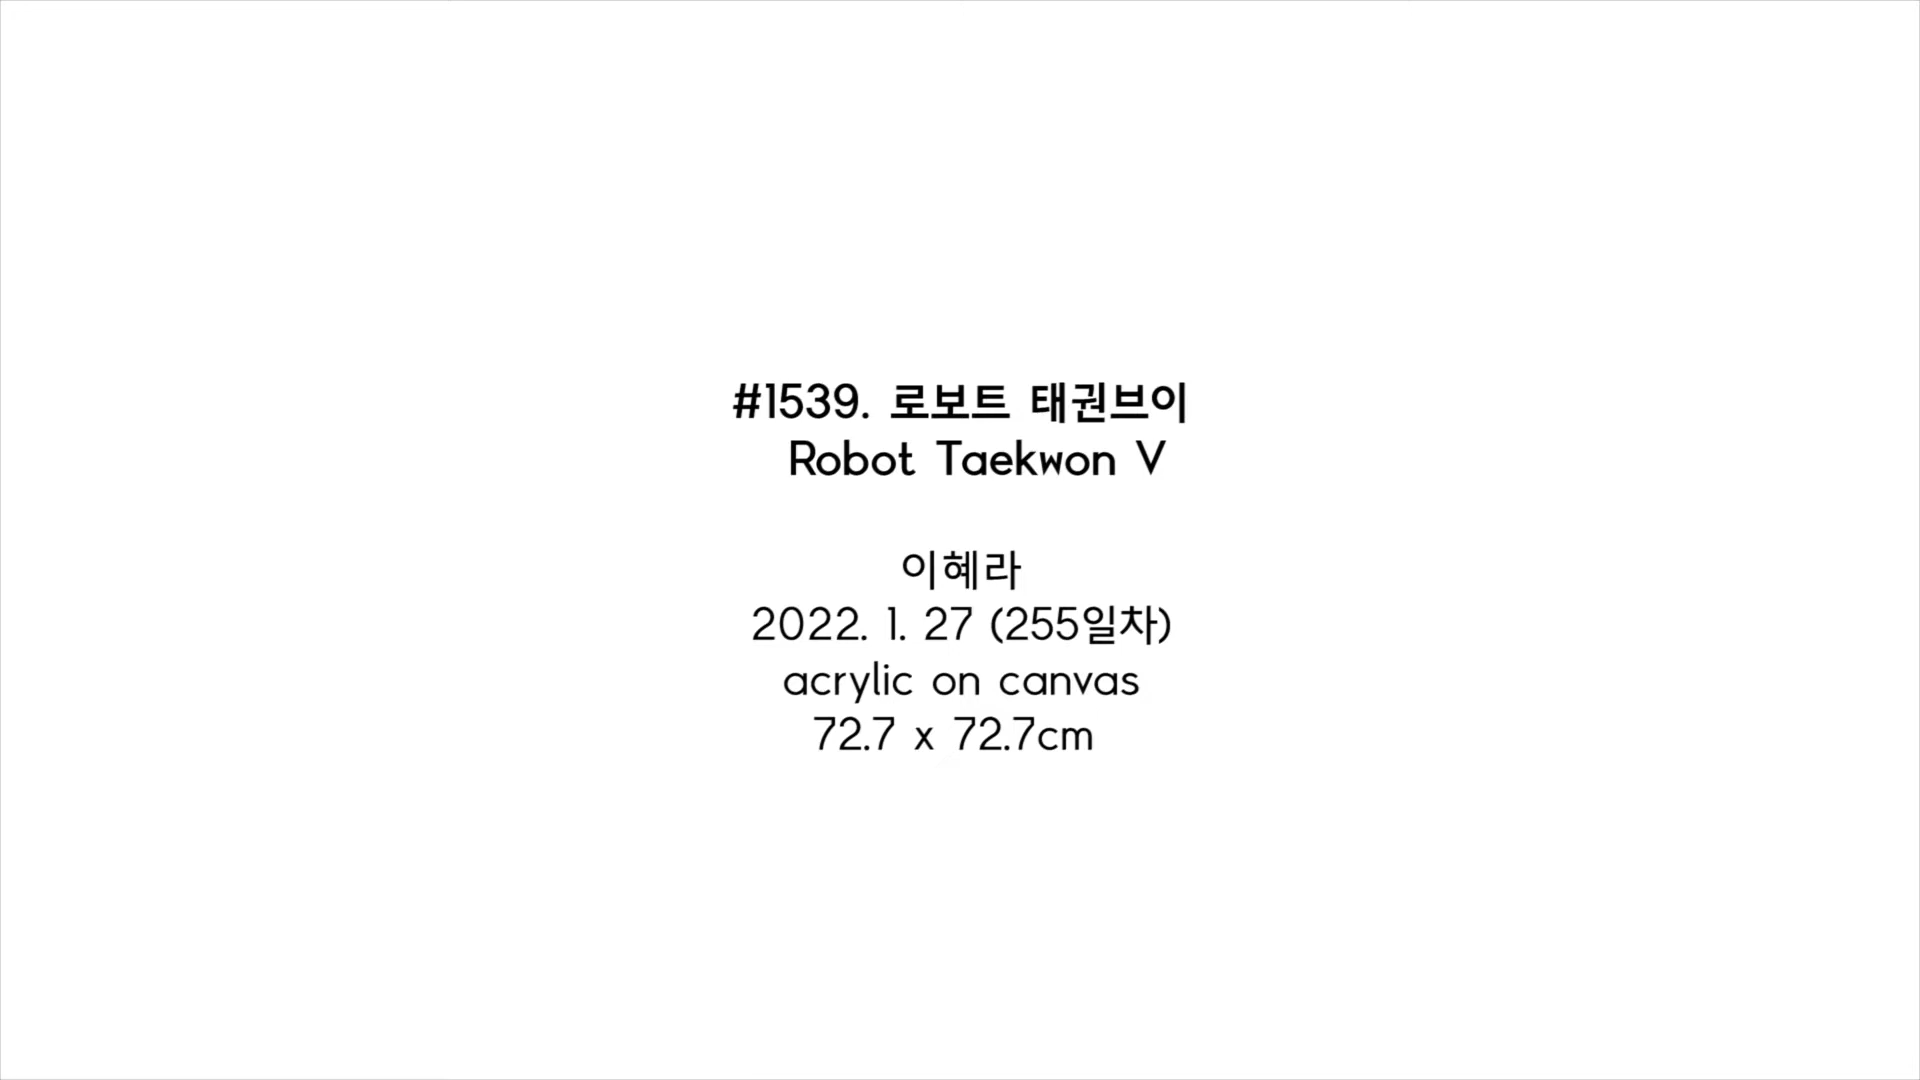 #1539. 로보트 태권브이
Robot Taekwon V
이혜라
2022. 1. 27 (255일차)
acrylic on canvas
72.7 x 72.7cm